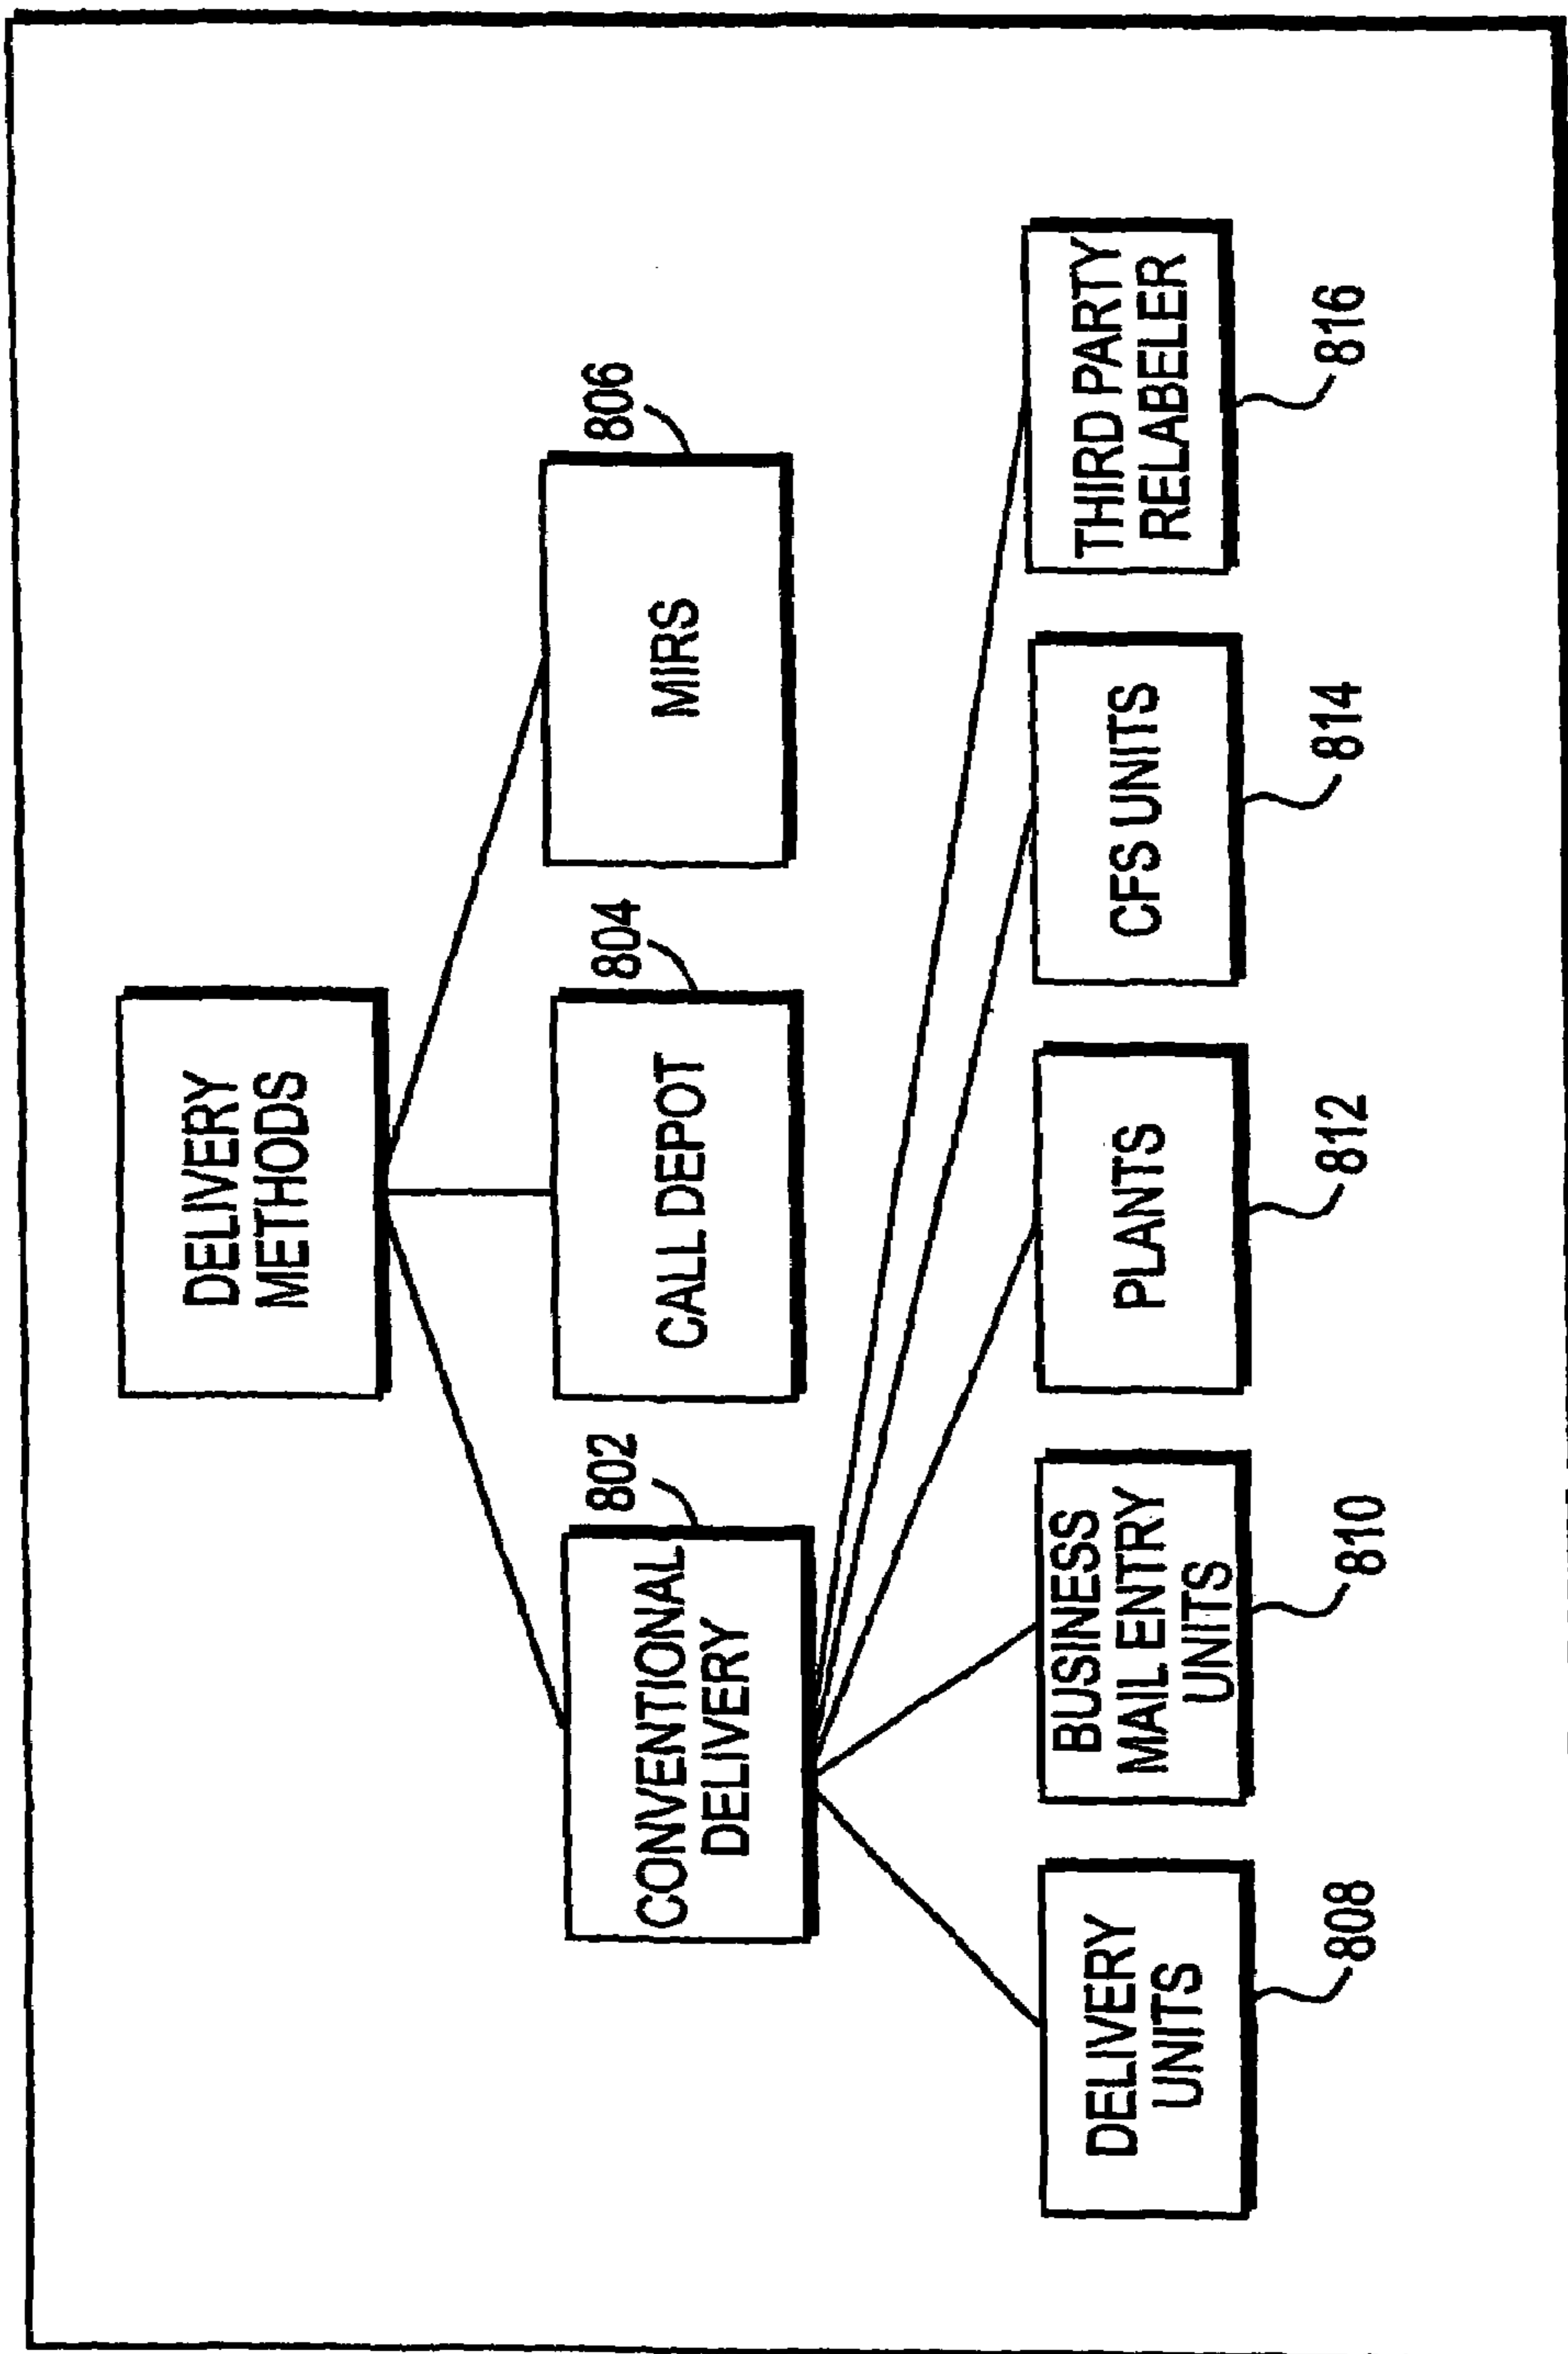 DELIVERY
METHODS
802
CONVENTIONAL
DELIVERY
804
CALL DEPOT
806
MIRS
DELIVERY
UNITS
808
BUSINESS
MAIL ENTRY
UNITS
810
PLANTS
812
CFS UNITS
814
THIRD PARTY
RELABELER
816